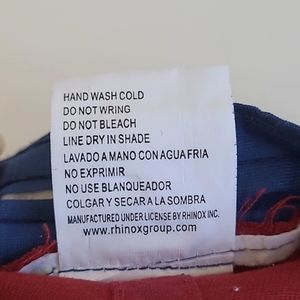 HAND WASH COLD
DO NOT WRING
DO NOT BLEACH
LINE DRY IN SHADE
LAVADO A MANO CON AGUA FRIA
NO EXPRIMIR
NO USE BLANQUEADOR
COLGAR Y SECAR A LA SOMBRA
MANUFACTURED UNDER LICENSE BY RHINOX INC.
www.rhinoxgroup.com